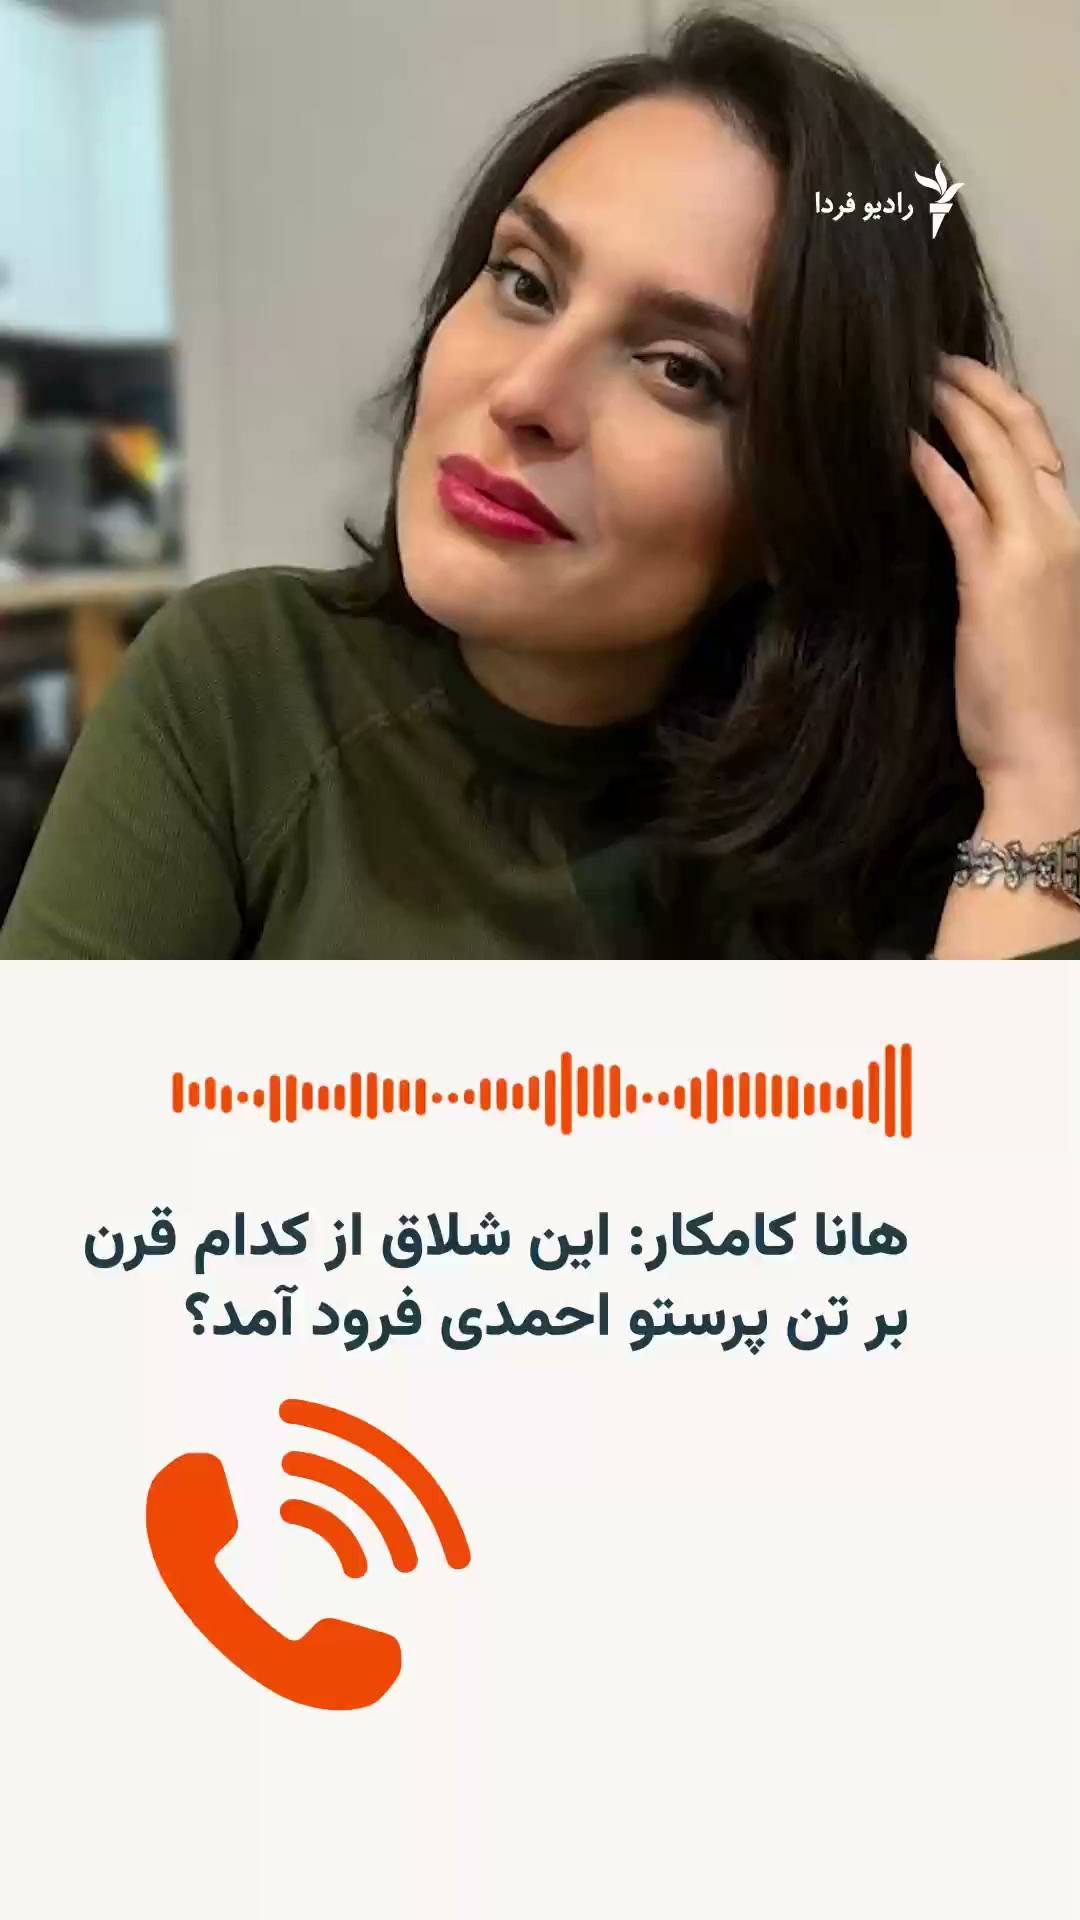 رادیو فردا
هانا کامکار: این شلاق از کدام قرن
بر تن پرستو احمدی فرود آمد؟